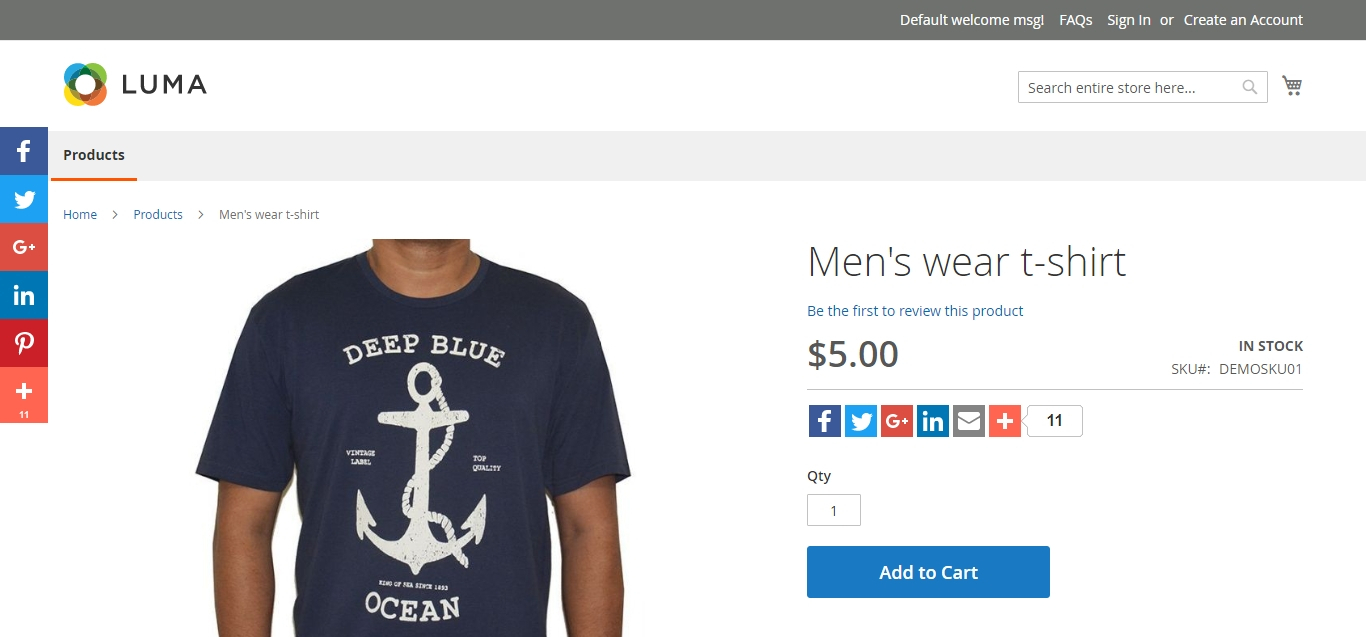 Default welcome msg! FAQs Sign In or Create an Account
LUMA
Search entire store here...
Products
Home > Products > Men's wear t-shirt
11
Men's wear t-shirt
Be the first to review this product
$5.00
IN STOCK
SKU#: DEMOSKU01
f G+ in + 11
Qty
1
Add to Cart
f
G+
in
DEEP BLUE
VINTAGE LABEL
TOP QUALITY
KING OF SEA SINCE 1893
OCEAN